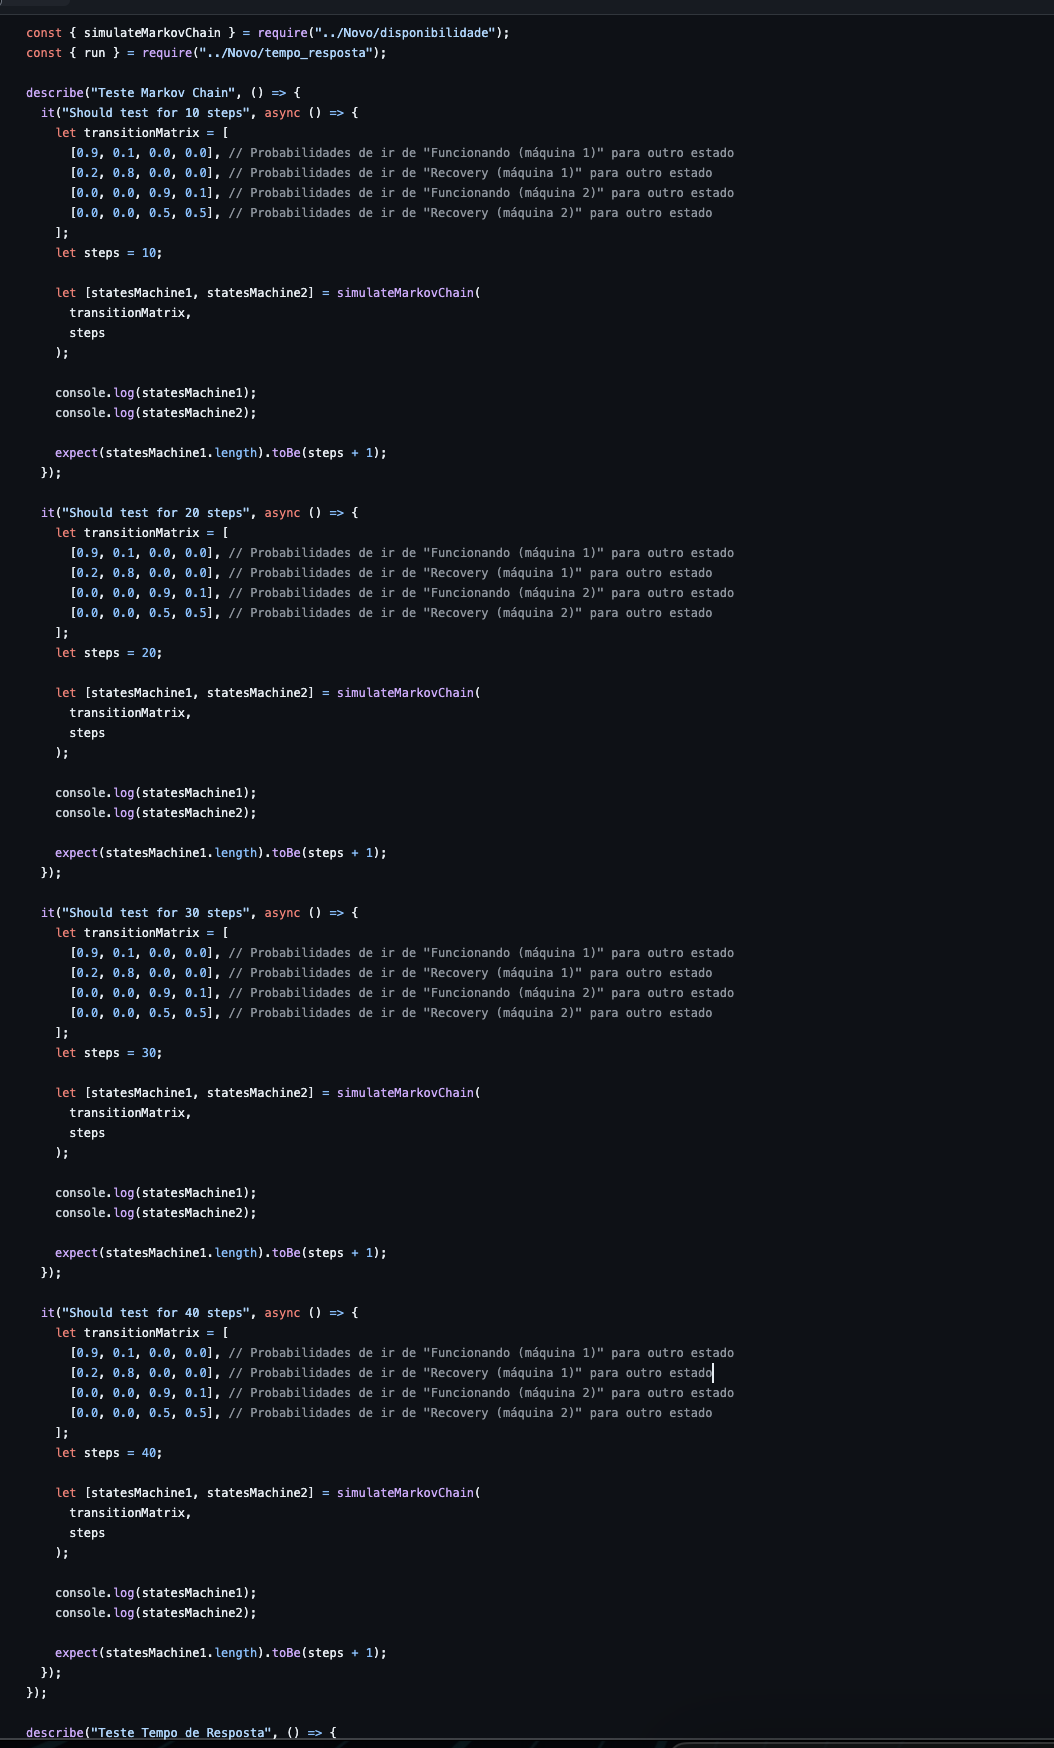 const { simulateMarkovChain } = require("../Novo/disponibilidade");
const { run } = require("../Novo/tempo_resposta");

describe("Teste Markov Chain", () => {
  it("Should test for 10 steps", async () => {
    let transitionMatrix = [
      [0.9, 0.1, 0.0, 0.0], // Probabilidades de ir de "Funcionando (máquina 1)" para outro estado
      [0.2, 0.8, 0.0, 0.0], // Probabilidades de ir de "Recovery (máquina 1)" para outro estado
      [0.0, 0.0, 0.9, 0.1], // Probabilidades de ir de "Funcionando (máquina 2)" para outro estado
      [0.0, 0.0, 0.5, 0.5], // Probabilidades de ir de "Recovery (máquina 2)" para outro estado
    ];
    let steps = 10;

    let [statesMachine1, statesMachine2] = simulateMarkovChain(
      transitionMatrix,
      steps
    );

    console.log(statesMachine1);
    console.log(statesMachine2);

    expect(statesMachine1.length).toBe(steps + 1);
  });

  it("Should test for 20 steps", async () => {
    let transitionMatrix = [
      [0.9, 0.1, 0.0, 0.0], // Probabilidades de ir de "Funcionando (máquina 1)" para outro estado
      [0.2, 0.8, 0.0, 0.0], // Probabilidades de ir de "Recovery (máquina 1)" para outro estado
      [0.0, 0.0, 0.9, 0.1], // Probabilidades de ir de "Funcionando (máquina 2)" para outro estado
      [0.0, 0.0, 0.5, 0.5], // Probabilidades de ir de "Recovery (máquina 2)" para outro estado
    ];
    let steps = 20;

    let [statesMachine1, statesMachine2] = simulateMarkovChain(
      transitionMatrix,
      steps
    );

    console.log(statesMachine1);
    console.log(statesMachine2);

    expect(statesMachine1.length).toBe(steps + 1);
  });

  it("Should test for 30 steps", async () => {
    let transitionMatrix = [
      [0.9, 0.1, 0.0, 0.0], // Probabilidades de ir de "Funcionando (máquina 1)" para outro estado
      [0.2, 0.8, 0.0, 0.0], // Probabilidades de ir de "Recovery (máquina 1)" para outro estado
      [0.0, 0.0, 0.9, 0.1], // Probabilidades de ir de "Funcionando (máquina 2)" para outro estado
      [0.0, 0.0, 0.5, 0.5], // Probabilidades de ir de "Recovery (máquina 2)" para outro estado
    ];
    let steps = 30;

    let [statesMachine1, statesMachine2] = simulateMarkovChain(
      transitionMatrix,
      steps
    );

    console.log(statesMachine1);
    console.log(statesMachine2);

    expect(statesMachine1.length).toBe(steps + 1);
  });

  it("Should test for 40 steps", async () => {
    let transitionMatrix = [
      [0.9, 0.1, 0.0, 0.0], // Probabilidades de ir de "Funcionando (máquina 1)" para outro estado
      [0.2, 0.8, 0.0, 0.0], // Probabilidades de ir de "Recovery (máquina 1)" para outro estado
      [0.0, 0.0, 0.9, 0.1], // Probabilidades de ir de "Funcionando (máquina 2)" para outro estado
      [0.0, 0.0, 0.5, 0.5], // Probabilidades de ir de "Recovery (máquina 2)" para outro estado
    ];
    let steps = 40;

    let [statesMachine1, statesMachine2] = simulateMarkovChain(
      transitionMatrix,
      steps
    );

    console.log(statesMachine1);
    console.log(statesMachine2);

    expect(statesMachine1.length).toBe(steps + 1);
  });
});

describe("Teste Tempo de Resposta", () => {